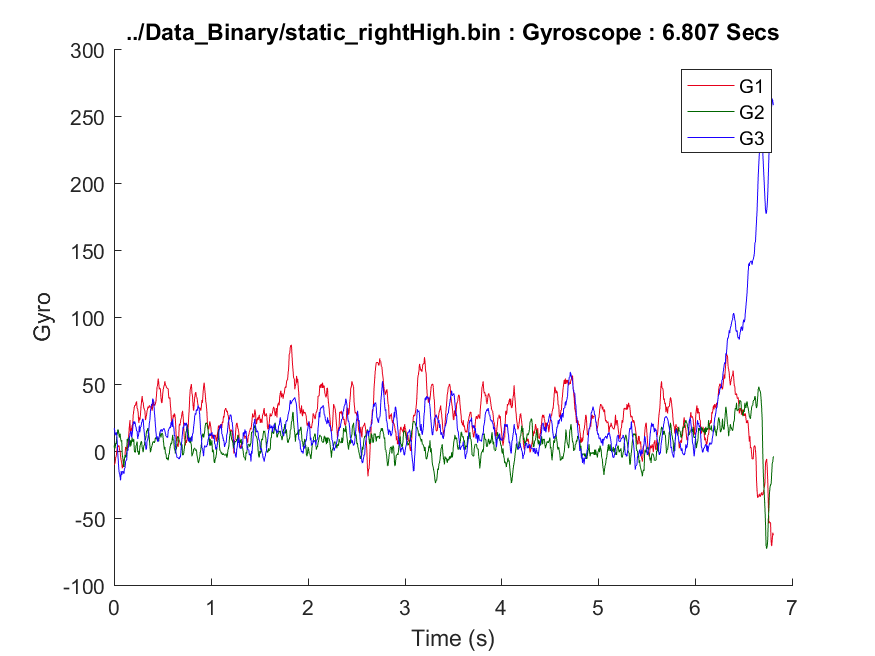 ../Data_Binary/static_rightHigh.bin : Gyroscope : 6.807 Secs
300
250
200
150
100
50
0
-50
-100
Gyro
G1
G2
G3
0 1 2 3 4 5 6 7
Time (s)